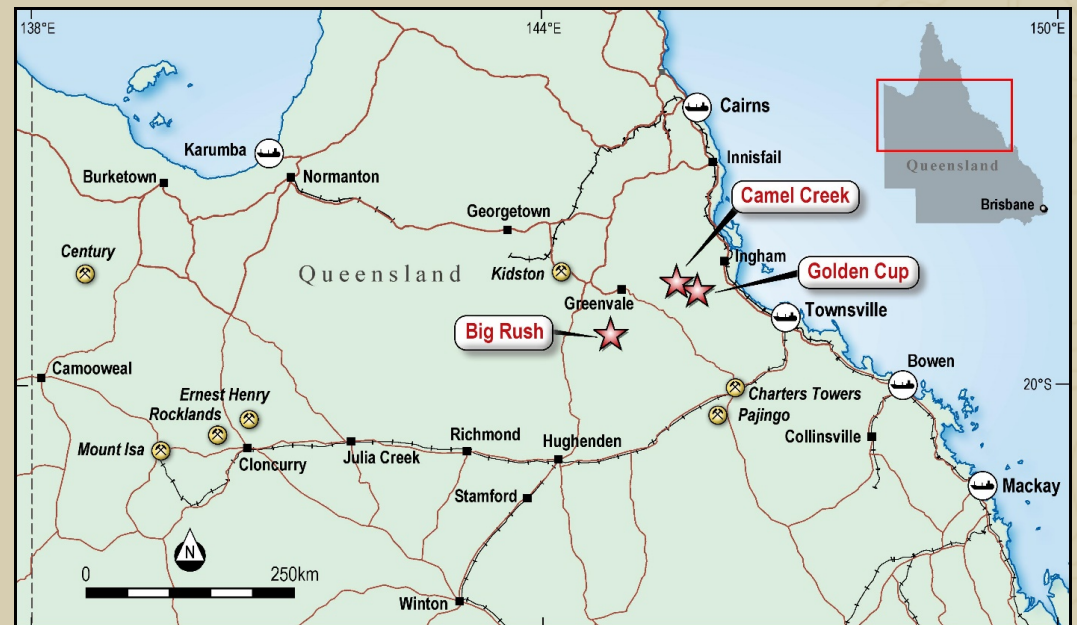 138°E
144°E
150°E
Cairns
Karumba
Innisfail
Burketown
Normanton
Queensland
Camel Creek
Brisbane
Georgetown
Century
Queensland
Kidston
Ingham
Golden Cup
Greenvale
Townsville
Big Rush
Bowen
Camooweal
20°S
Ernest Henry
Charters Towers
Rocklands
Pajingo
Mount Isa
Richmond
Hughenden
Collinsville
Cloncurry
Julia Creek
Stamford
Mackay
N
0
250km
Winton